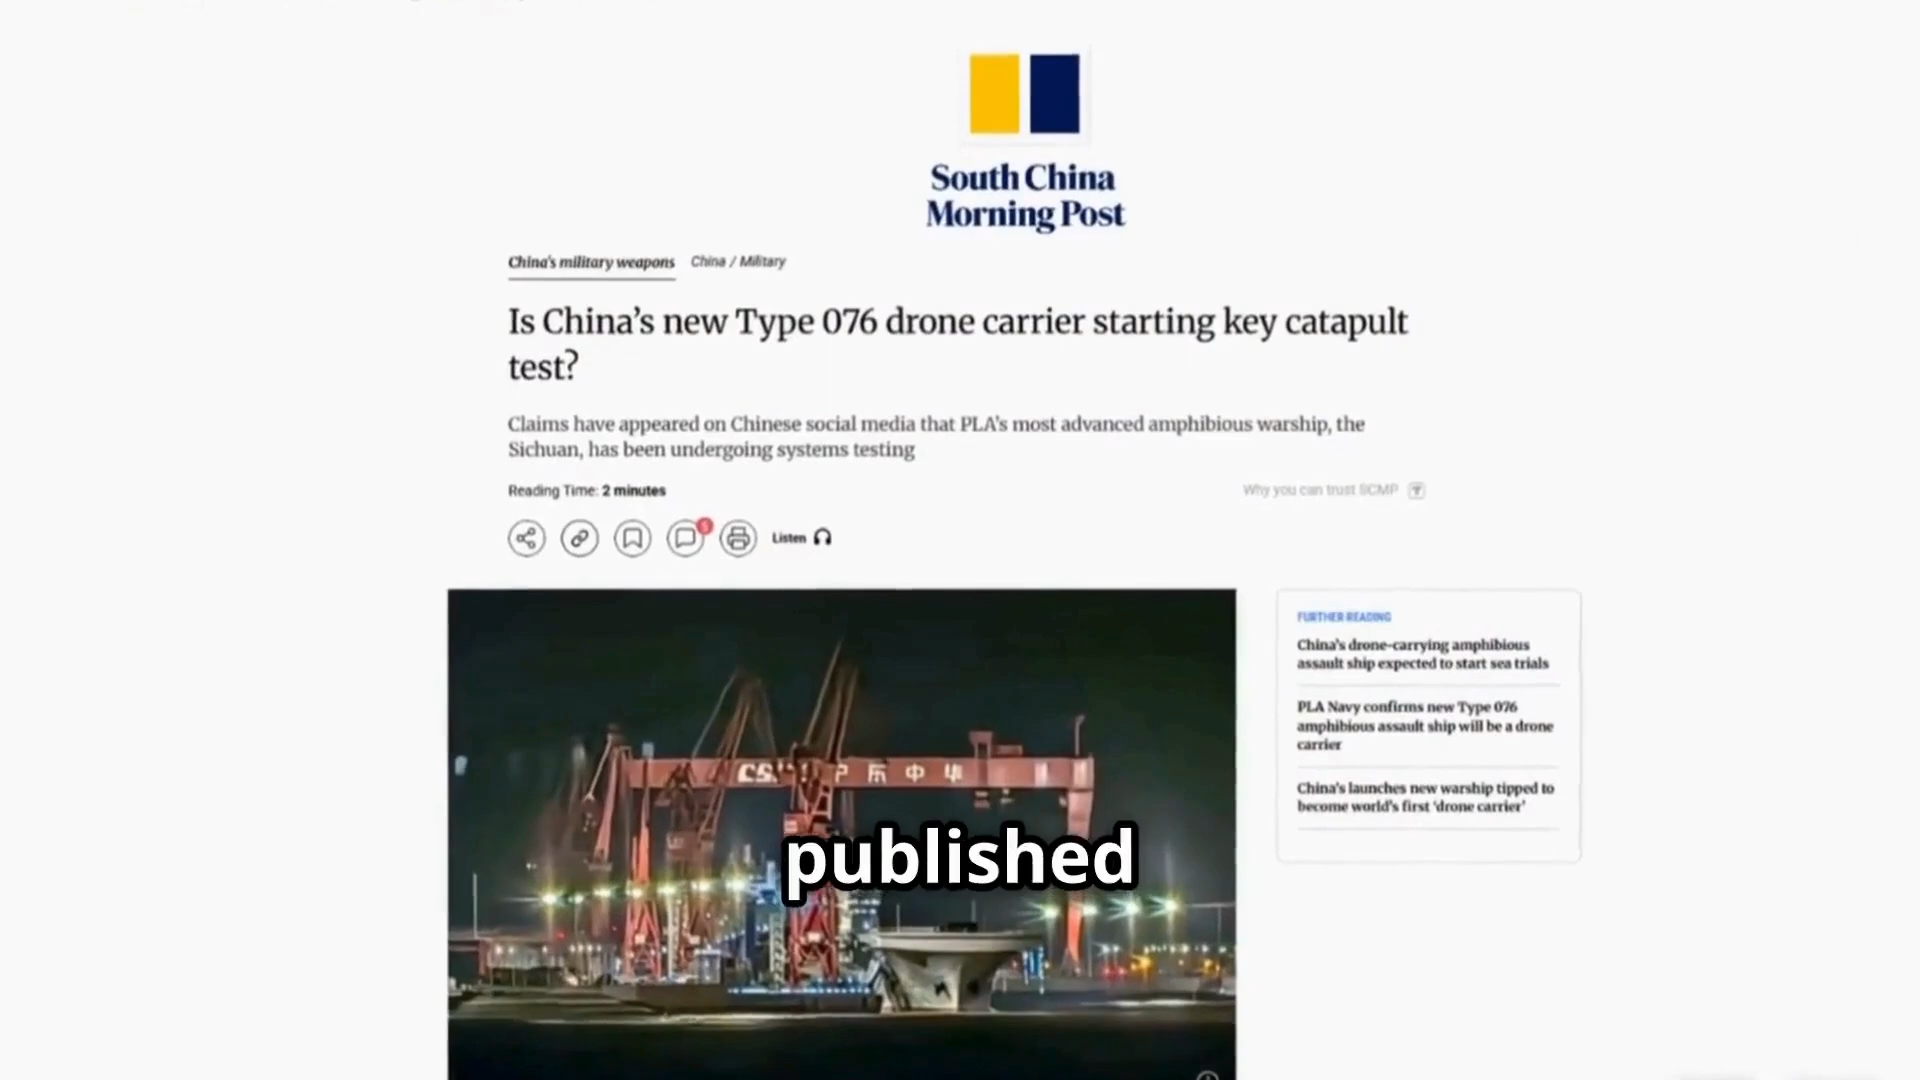 South China
Morning Post
China's military weapons China / Military
Is China's new Type 076 drone carrier starting key catapult
test?
Claims have appeared on Chinese social media that PLA's most advanced amphibious warship, the
Sichuan, has been undergoing systems testing
Reading Time: 2 minutes
Why you can trust SCMP
5
Listen
FURTHER READING
China's drone-carrying amphibious
assault ship expected to start sea trials
PLA Navy confirms new Type 076
amphibious assault ship will be a drone
carrier
China's launches new warship tipped to
become world's first 'drone carrier'
中华
published